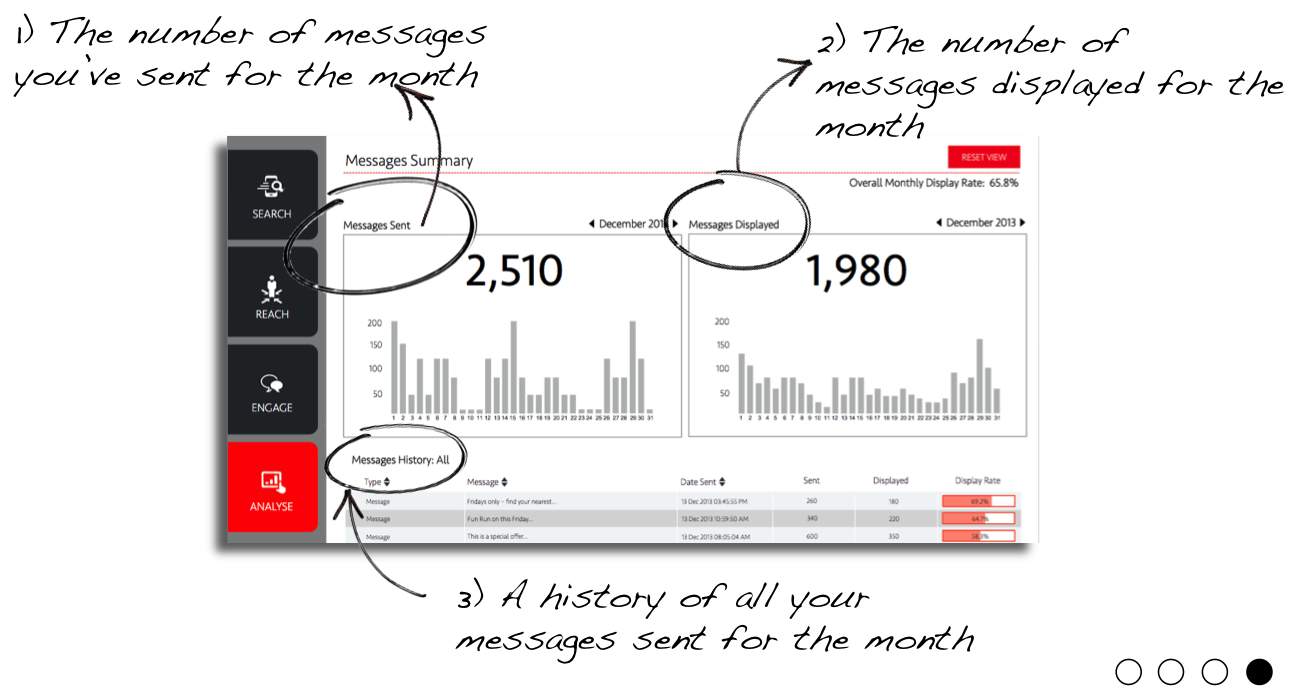 1) The number of messages
you've sent for the month
2) The number of
messages displayed for the
month
SEARCH
REACH
ENGAGE
ANALYSE
Messages Summary
RESET VIEW
Overall Monthly Display Rate: 65.8%
Messages Sent
December 201
2,510
200
150
100
50
1 2 3 4 5 6 7 8 9 10 11 12 13 14 15 16 17 18 19 20 21 22 23 24 25 26 27 28 29 30 31
Messages Displayed
December 2013
1,980
200
150
100
50
1 2 3 4 5 6 7 8 9 10 11 12 13 14 15 16 17 18 19 20 21 22 23 24 25 26 27 28 29 30 31
Messages History: All
Type Message Date Sent Sent Displayed Display Rate
Message Fridays only - find your nearest... 13 Dec 2013 03:45:55 PM 260 180 69.2%
Message Fun Run on this Friday... 13 Dec 2013 10:59:50 AM 340 220 64.7%
Message This is a special offer... 13 Dec 2013 08:05:04 AM 600 350 58.3%
3) A history of all your
messages sent for the month